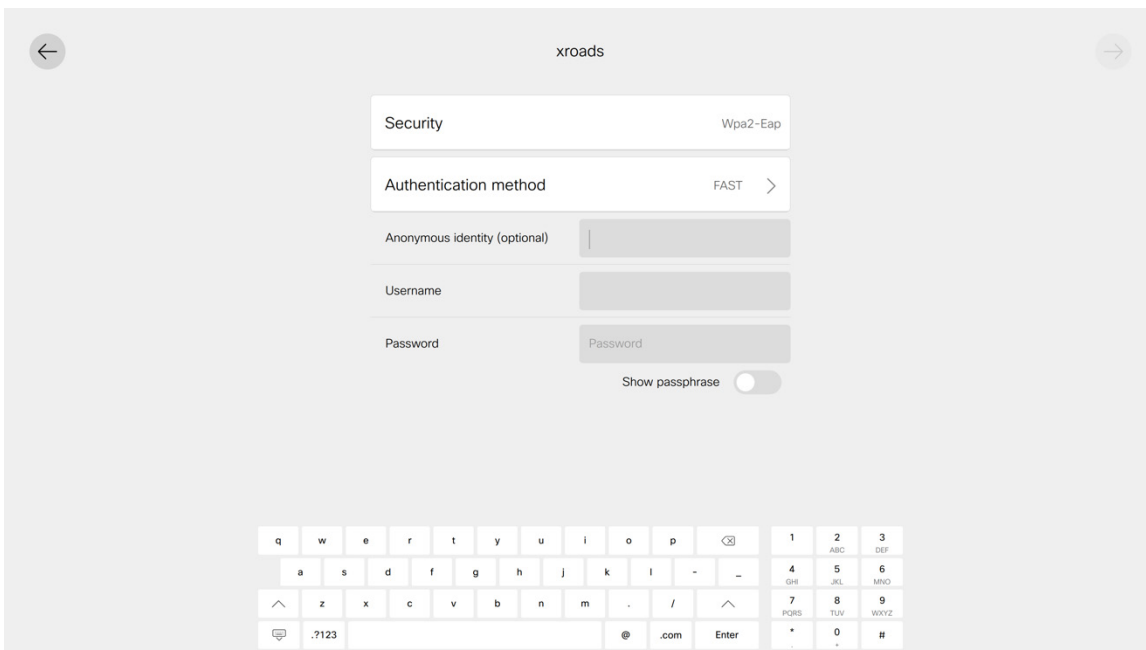 xroads
Security Wpa2-Eap
Authentication method FAST
Anonymous identity (optional)
Username
Password Password
Show passphrase
q w e r t y u i o p 1 2 ABC 3 DEF
a s d f g h j k l - _ 4 GHI 5 JKL 6 MNO
z x c v b n m . / 7 PQRS 8 TUV 9 WXYZ
.?123 @ .com Enter * . 0 + #